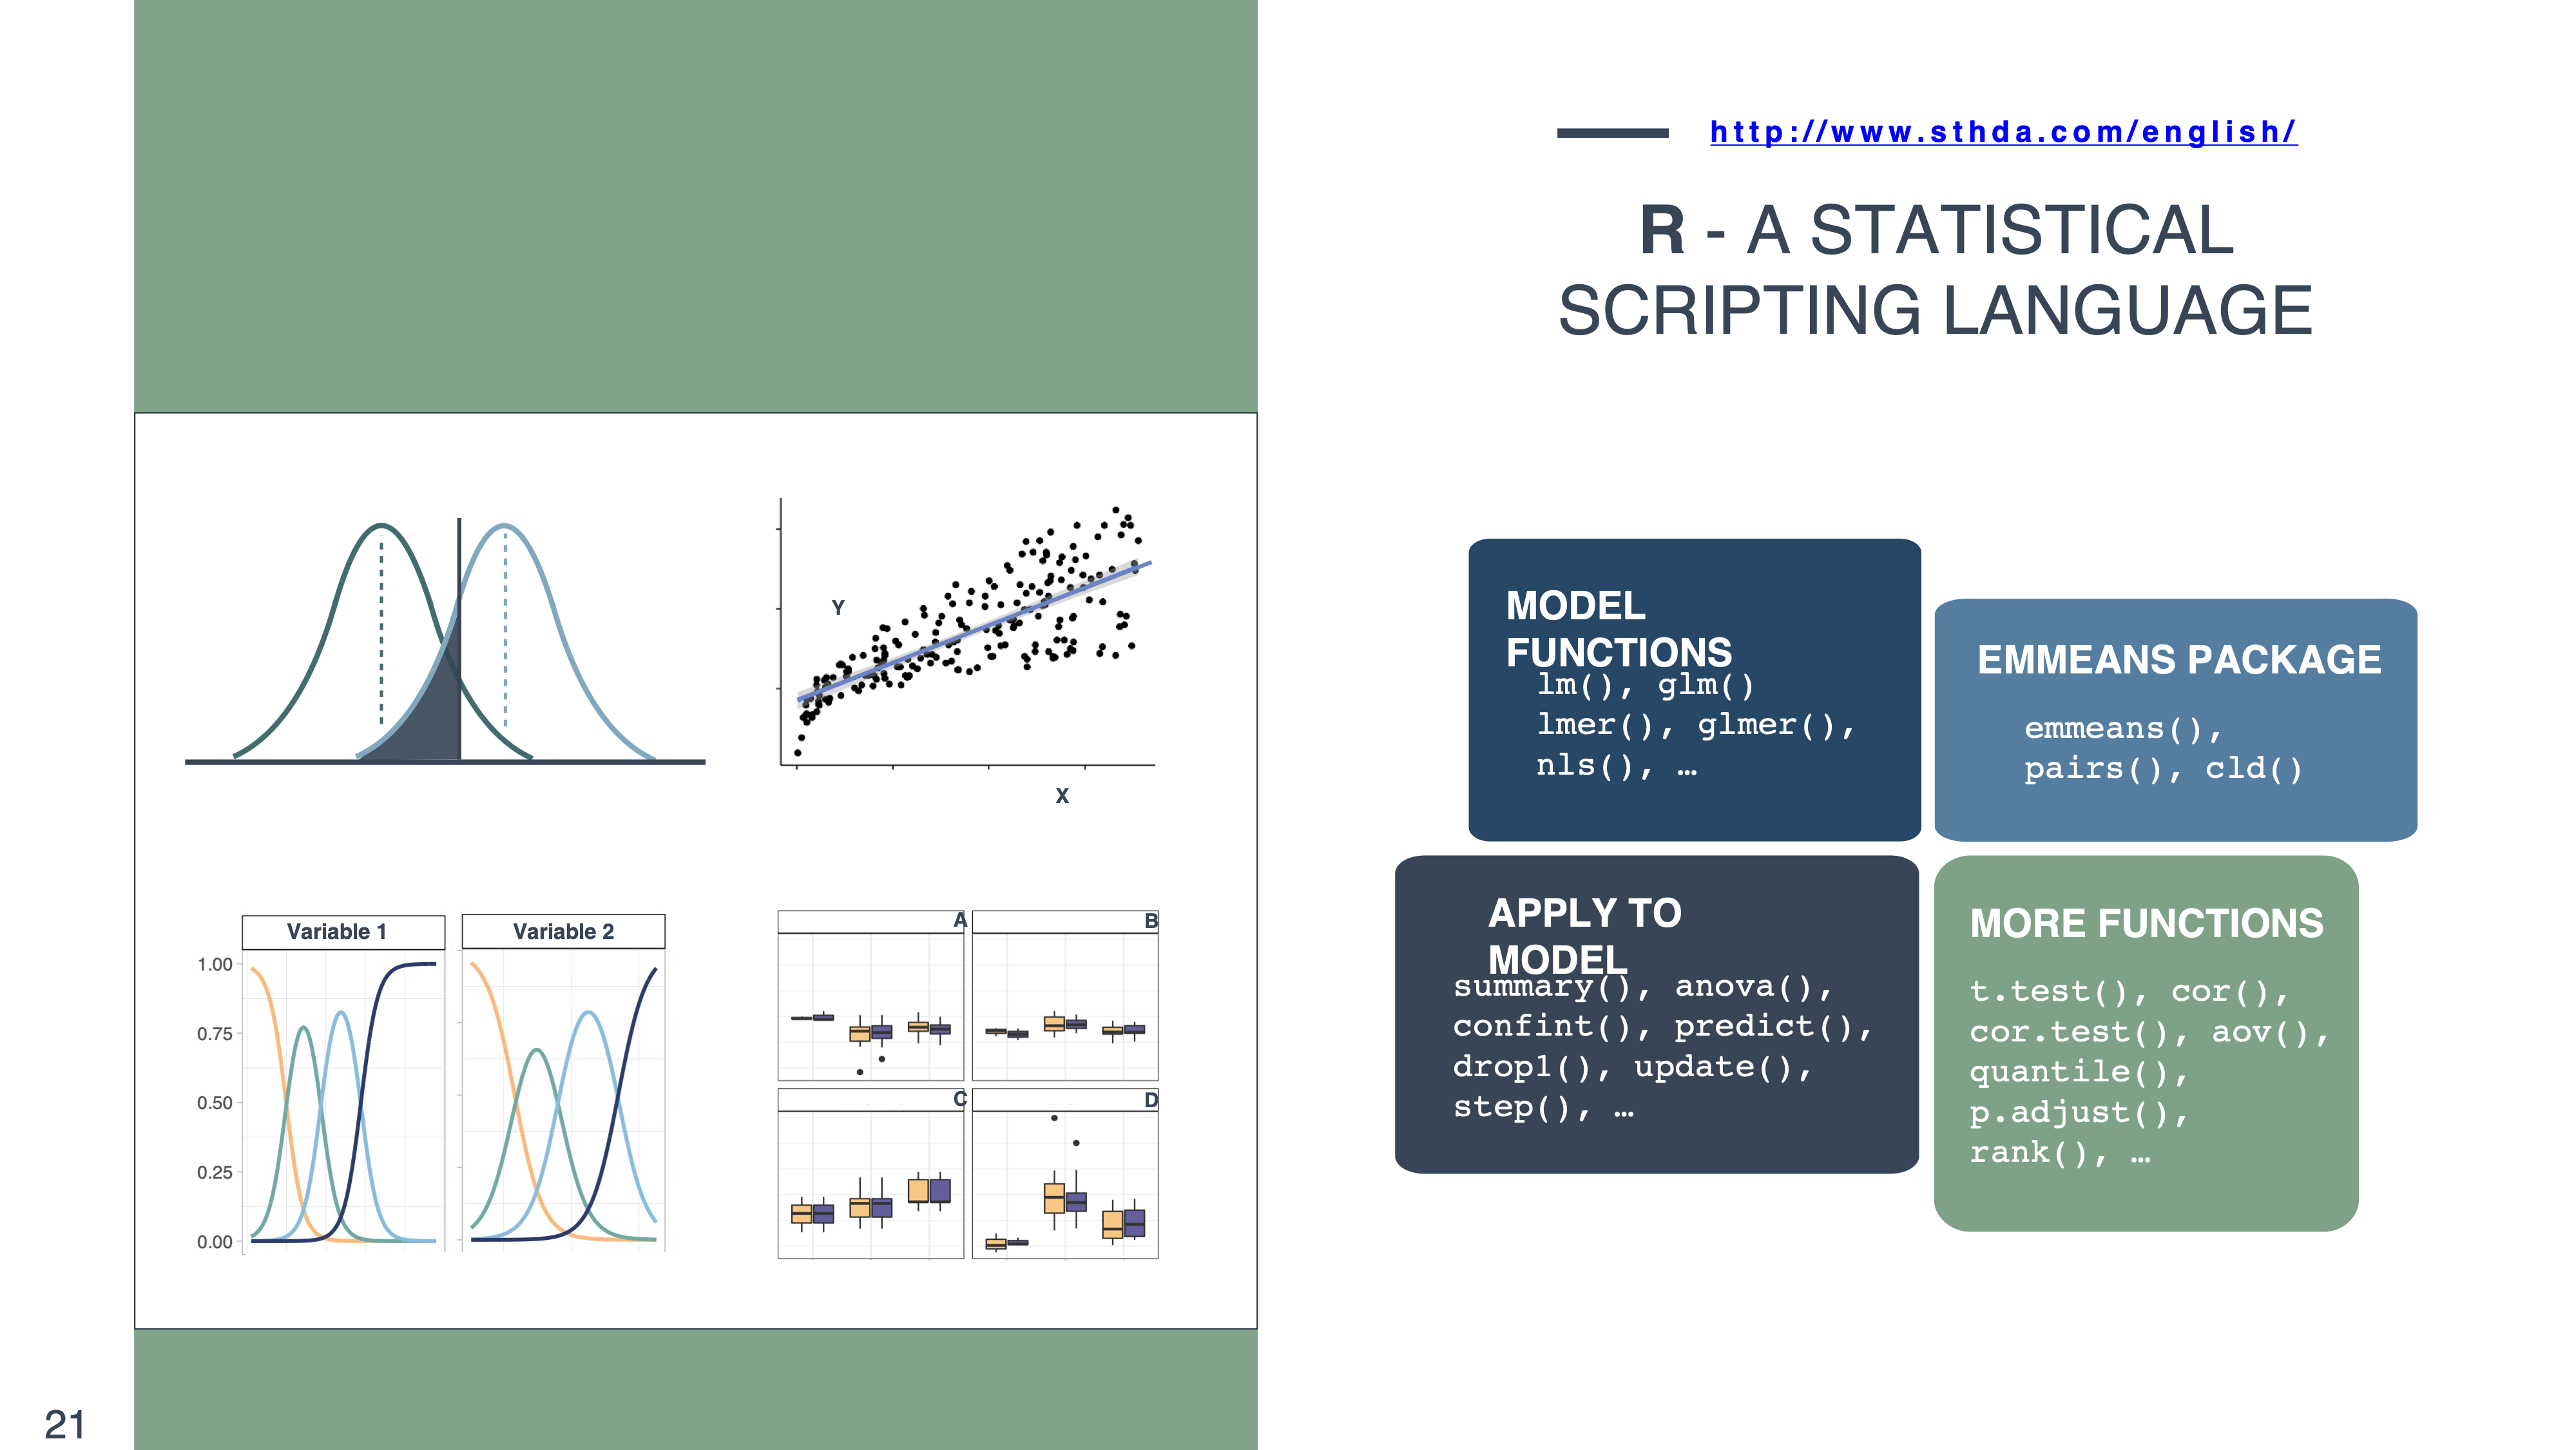 http://www.sthda.com/english/
R - A STATISTICAL
SCRIPTING LANGUAGE
Y
X
Variable 1
Variable 2
1.00
0.75
0.50
0.25
0.00
A
B
C
D
MODEL
FUNCTIONS
lm(), glm()
lmer(), glmer(),
nls(), …
EMMEANS PACKAGE
emmeans(),
pairs(), cld()
APPLY TO
MODEL
summary(), anova(),
confint(), predict(),
drop1(), update(),
step(), …
MORE FUNCTIONS
t.test(), cor(),
cor.test(), aov(),
quantile(),
p.adjust(),
rank(), …
21